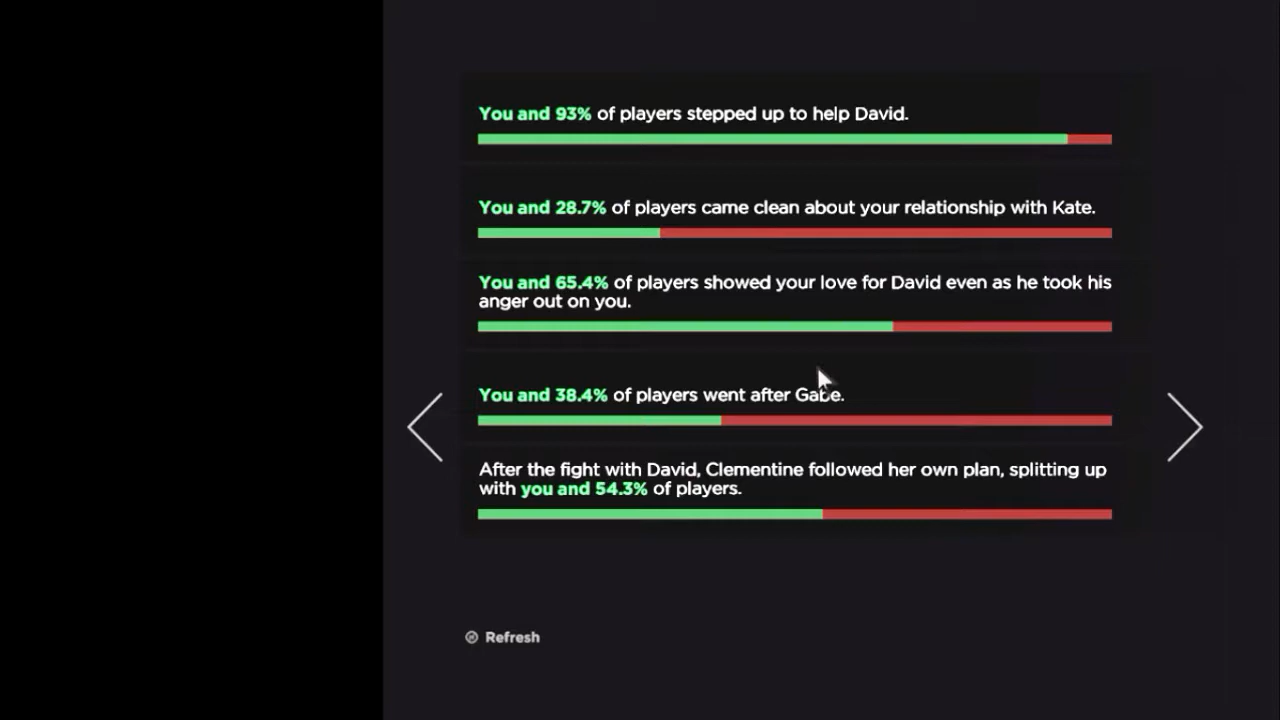 You and 93% of players stepped up to help David.
You and 28.7% of players came clean about your relationship with Kate.
You and 65.4% of players showed your love for David even as he took his
anger out on you.
You and 38.4% of players went after Gabe.
After the fight with David, Clementine followed her own plan, splitting up
with you and 54.3% of players.
Refresh